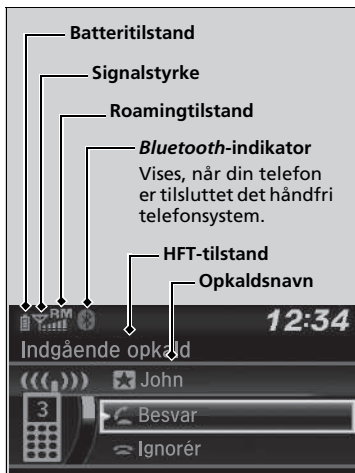 Batteritilstand
Signalstyrke
Roamingtilstand
Bluetooth-indikator
Vises, når din telefon
er tilsluttet det håndfri
telefonsystem.
HFT-tilstand
Opkaldsnavn
RM
12:34
Indgående opkald
John
3
Besvar
Ignorér